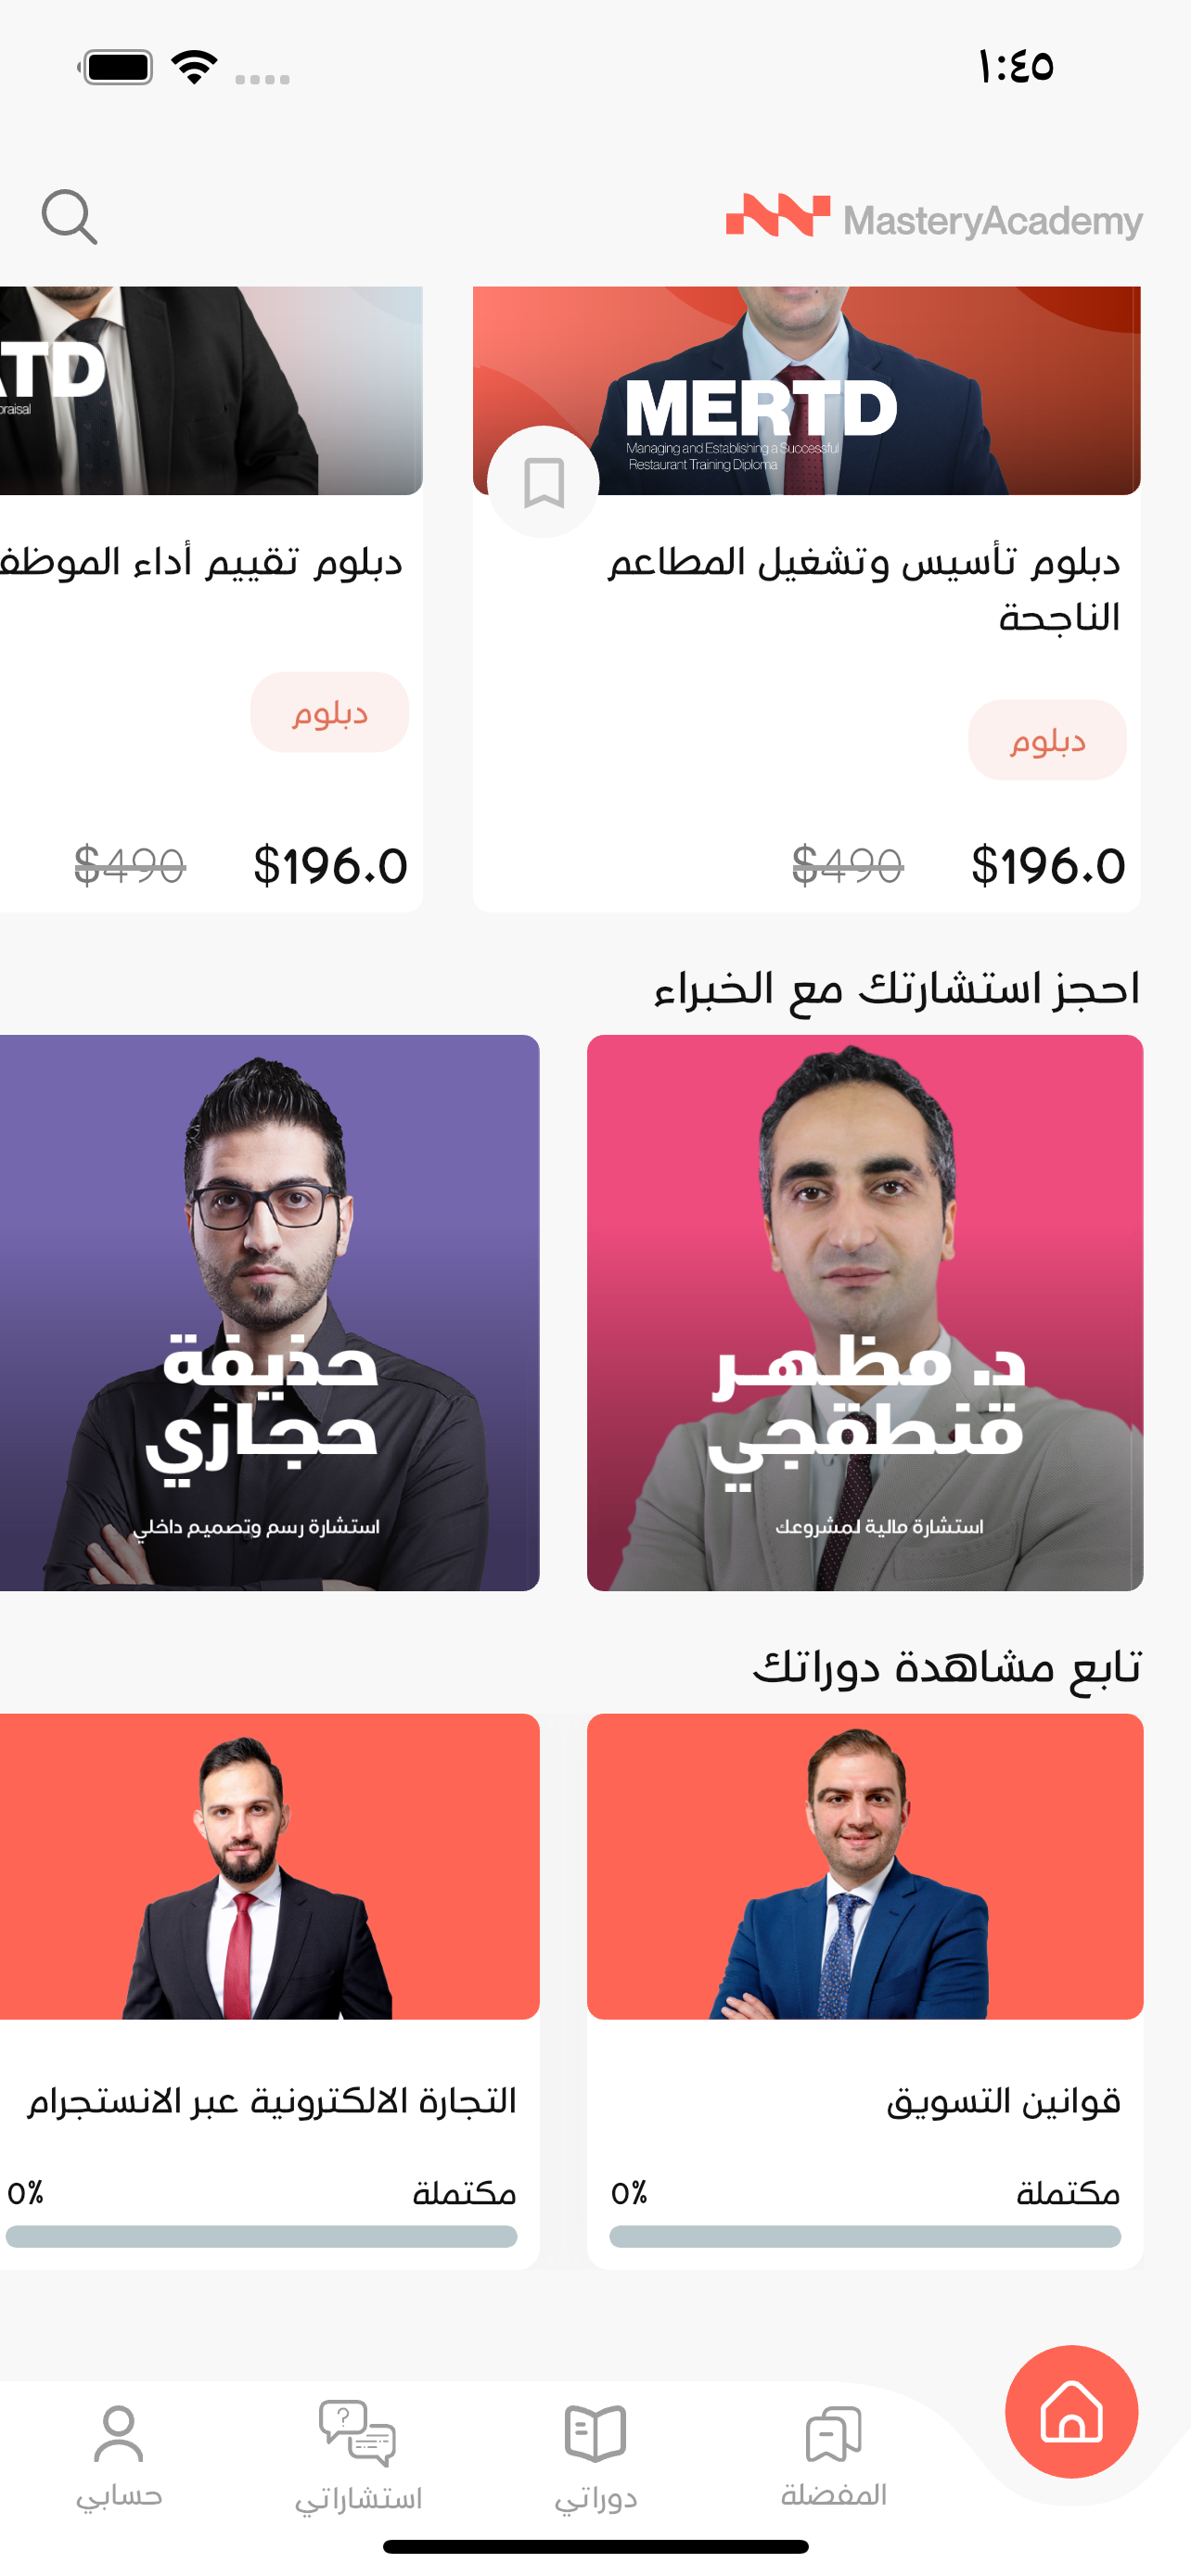 ١:٤٥
MasteryAcademy
MERTD
Managing and Establishing a Successful
Restaurant Training Diploma
دبلوم تأسيس وتشغيل المطاعم
الناجحة
دبلوم
$196.0
$490
TD
praisal
دبلوم تقييم أداء
دبلوم
$196.0
$490
احجز استشارتك مع الخبراء
د. مظهر
قنطقجي
استشارة مالية لمشروعك
حذيفة
حجازي
استشارة رسم وتصميم داخلي
تابع مشاهدة دوراتك
قوانين التسويق
مكتملة
0%
التجارة الالكترونية عبر الانستجرام
مكتملة
0%
المفضلة
دوراتي
استشاراتي
حسابي